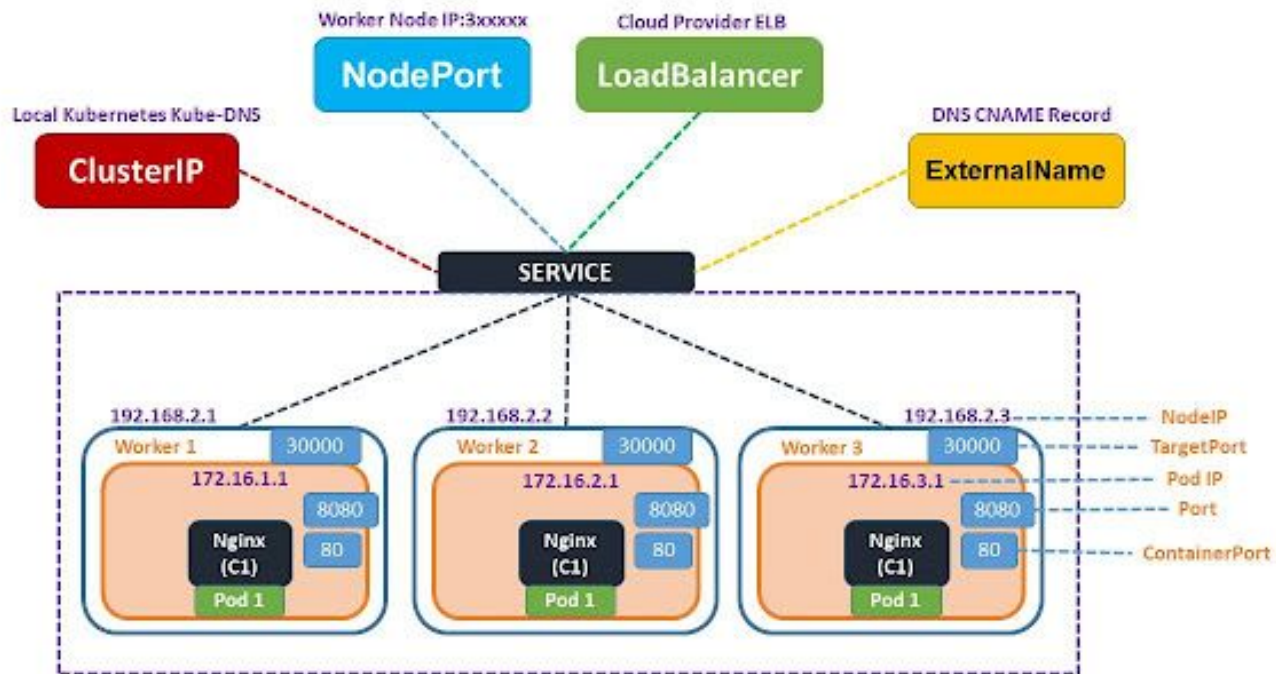 Worker Node IP:3xxxxx
Cloud Provider ELB
NodePort
LoadBalancer
Local Kubernetes Kube-DNS
DNS CNAME Record
ClusterIP
ExternalName
SERVICE
192.168.2.1
192.168.2.2
192.168.2.3
NodeIP
Worker 1
30000
Worker 2
30000
Worker 3
30000
TargetPort
172.16.1.1
172.16.2.1
172.16.3.1
Pod IP
8080
8080
8080
Port
Nginx
(C1)
80
Nginx
(C1)
80
Nginx
(C1)
80
ContainerPort
Pod 1
Pod 1
Pod 1